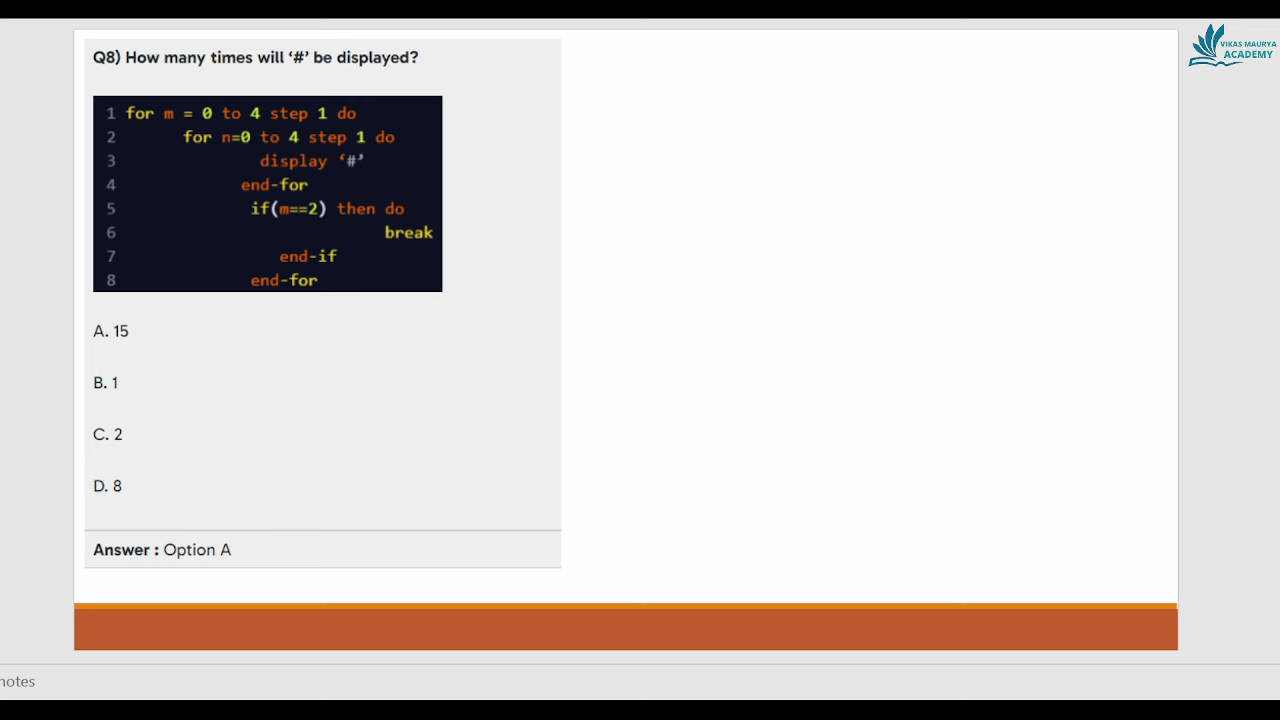 VIKAS MAURYA
ACADEMY
Q8) How many times will ‘#’ be displayed?
1 for m = 0 to 4 step 1 do
2 for n=0 to 4 step 1 do
3 display ‘#’
4 end-for
5 if(m==2) then do
6 break
7 end-if
8 end-for
A. 15
B. 1
C. 2
D. 8
Answer : Option A
notes